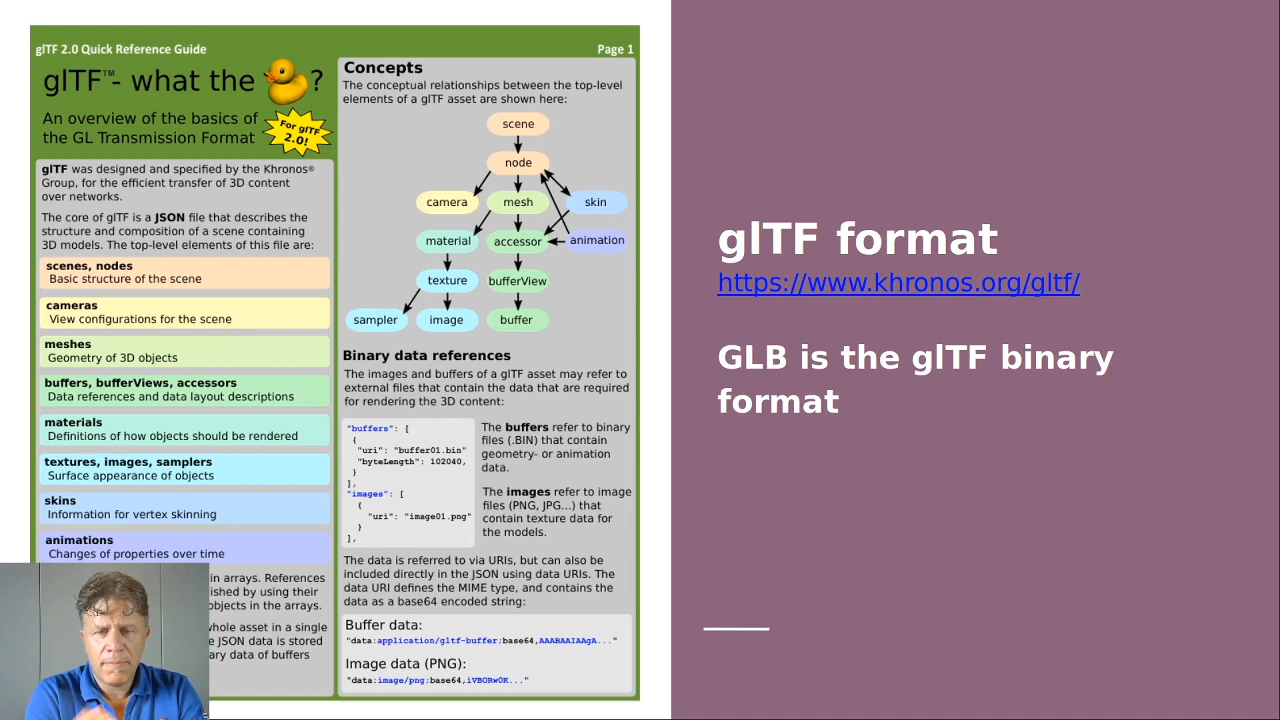 glTF 2.0 Quick Reference Guide
Page 1
glTF™- what the ?
An overview of the basics of
the GL Transmission Format
For glTF
2.0!
glTF was designed and specified by the Khronos®
Group, for the efficient transfer of 3D content
over networks.
The core of glTF is a JSON file that describes the
structure and composition of a scene containing
3D models. The top-level elements of this file are:
scenes, nodes
Basic structure of the scene
cameras
View configurations for the scene
meshes
Geometry of 3D objects
buffers, bufferViews, accessors
Data references and data layout descriptions
materials
Definitions of how objects should be rendered
textures, images, samplers
Surface appearance of objects
skins
Information for vertex skinning
animations
Changes of properties over time
in arrays. References
ished by using their
objects in the arrays.
whole asset in a single
e JSON data is stored
ary data of buffers
Concepts
The conceptual relationships between the top-level
elements of a glTF asset are shown here:
scene
node
camera
mesh
skin
material
accessor
animation
texture
bufferView
sampler
image
buffer
Binary data references
The images and buffers of a glTF asset may refer to
external files that contain the data that are required
for rendering the 3D content:
"buffers": [
{
"uri": "buffer01.bin"
"byteLength": 102040,
}
],
"images": [
{
"uri": "image01.png"
}
],
The buffers refer to binary
files (.BIN) that contain
geometry- or animation
data.
The images refer to image
files (PNG, JPG...) that
contain texture data for
the models.
The data is referred to via URIs, but can also be
included directly in the JSON using data URIs. The
data URI defines the MIME type, and contains the
data as a base64 encoded string:
Buffer data:
"data:application/gltf-buffer;base64,AAABAAIAAgA..."
Image data (PNG):
"data:image/png;base64,iVBORw0K..."
glTF format
https://www.khronos.org/gltf/
GLB is the glTF binary
format